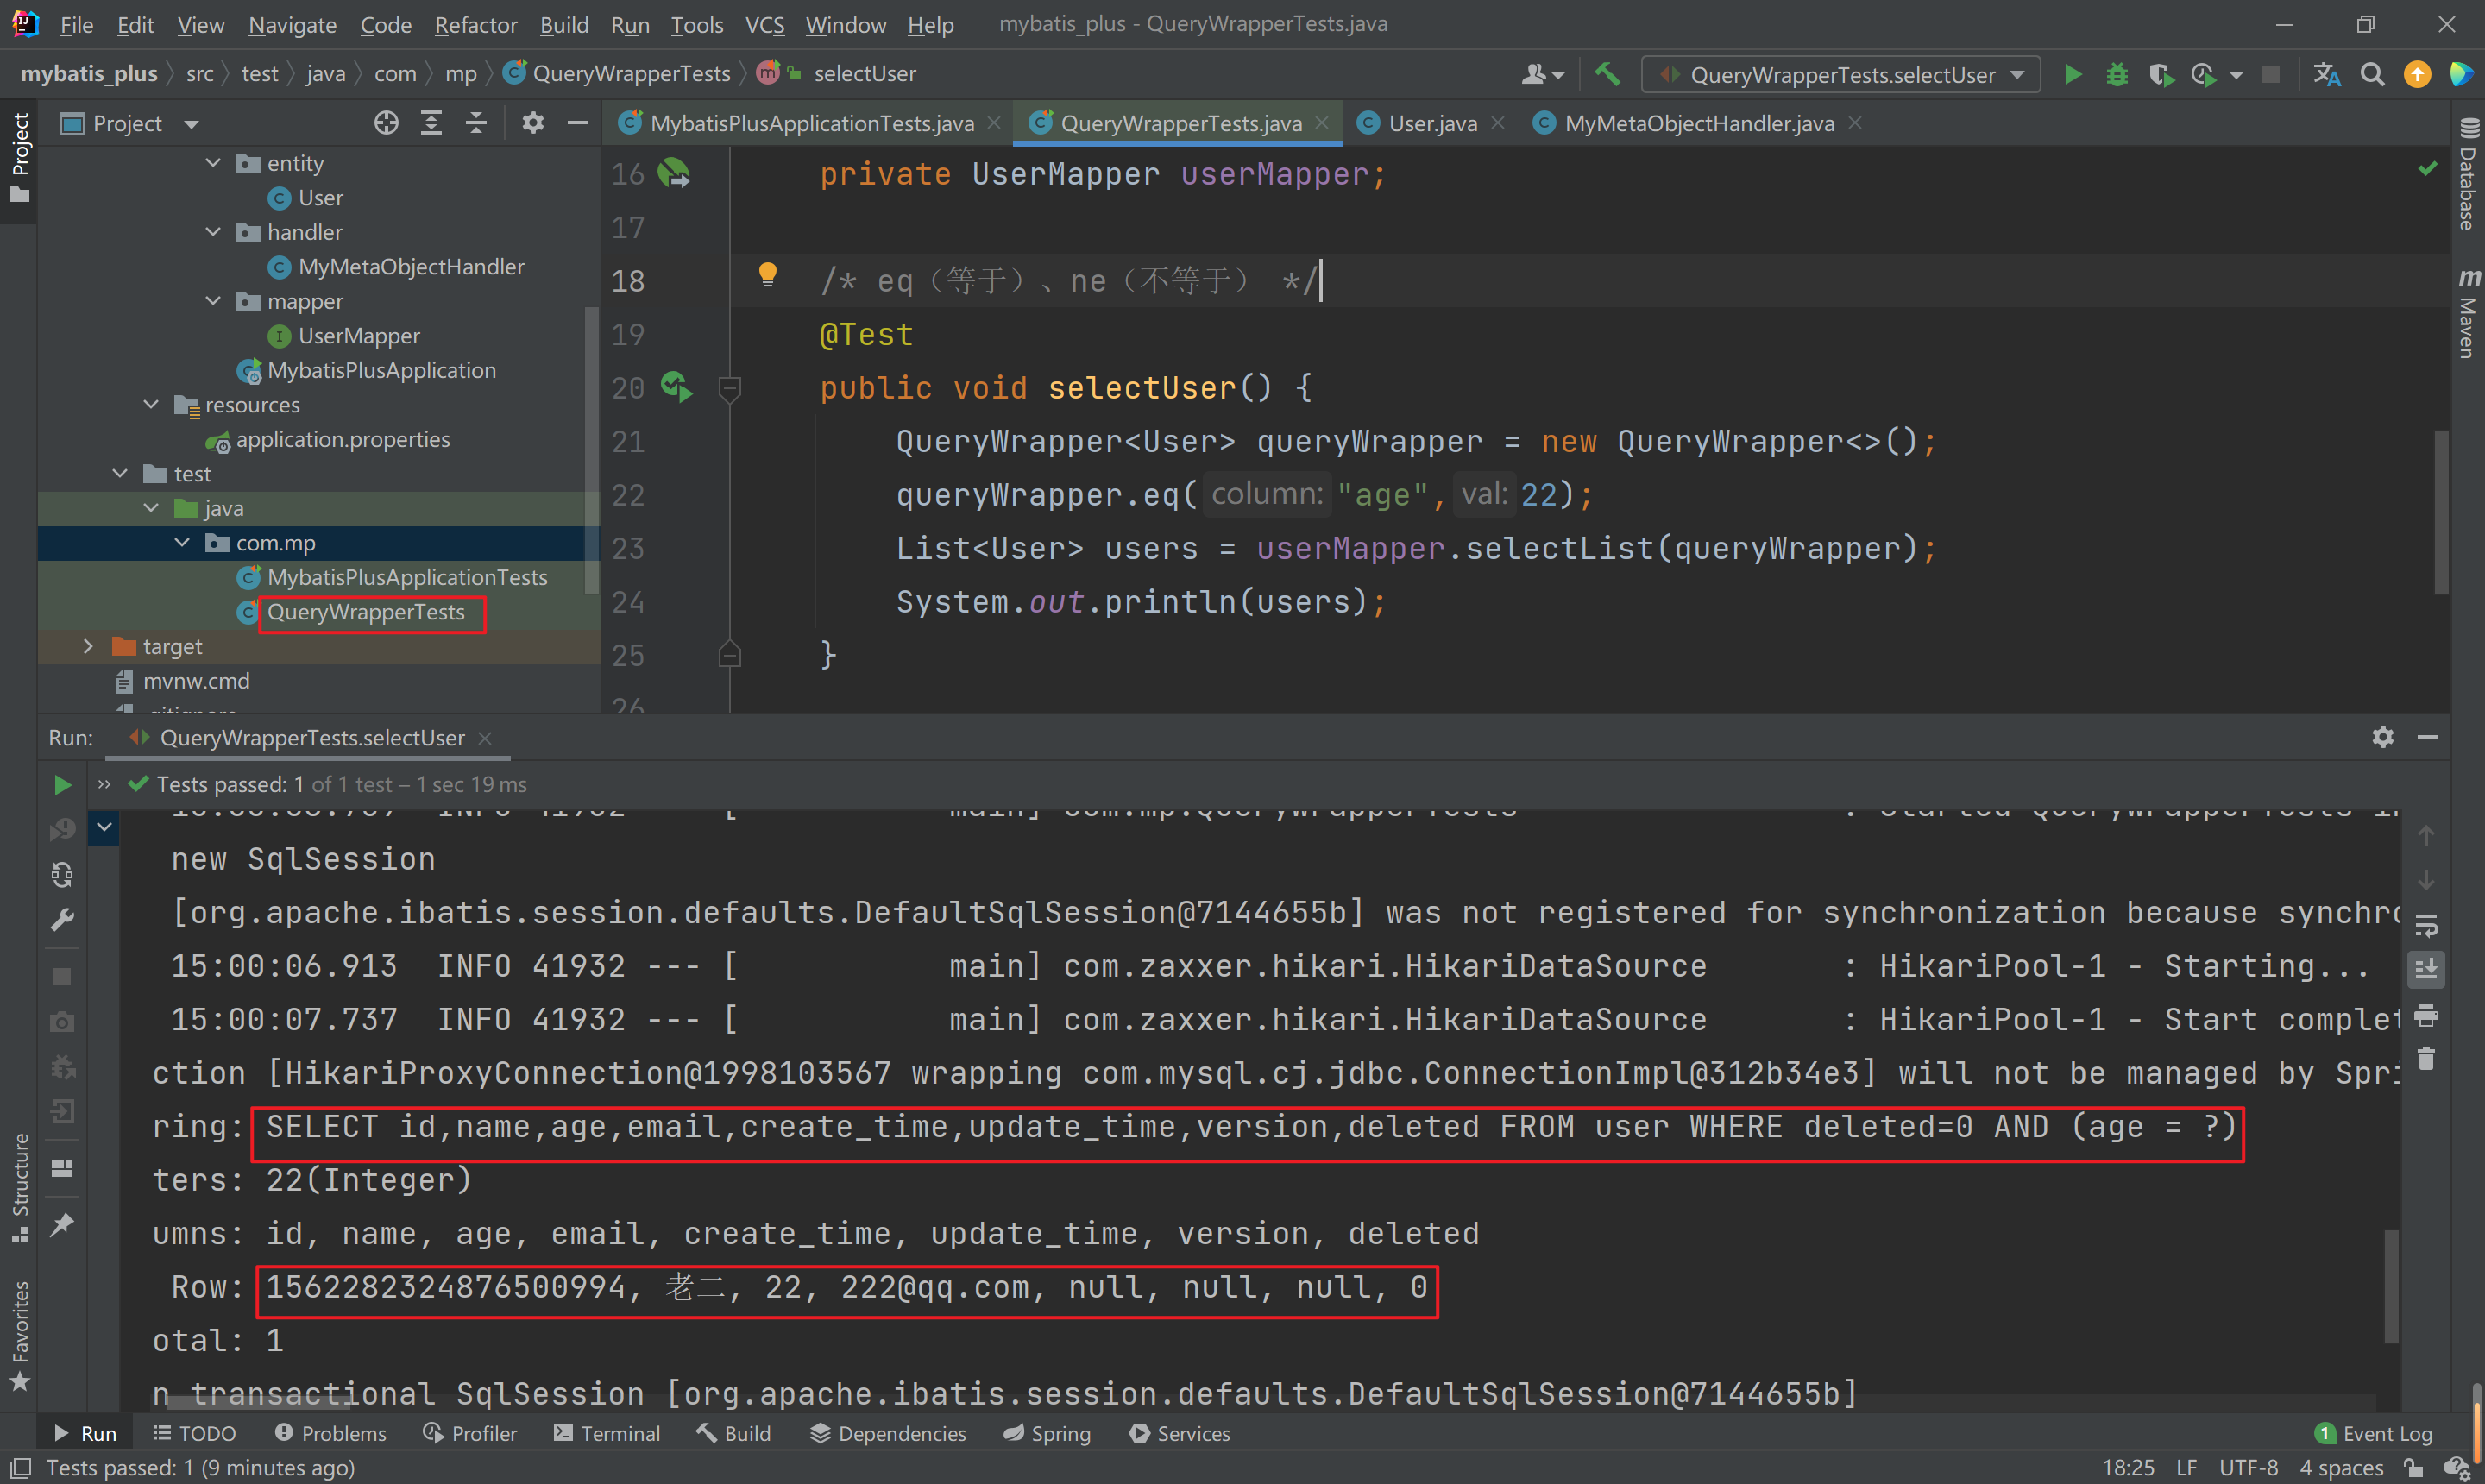 File Edit View Navigate Code Refactor Build Run Tools VCS Window Help mybatis_plus - QueryWrapperTests.java
mybatis_plus src test java com mp QueryWrapperTests selectUser
QueryWrapperTests.selectUser
Project
MybatisPlusApplicationTests.java QueryWrapperTests.java User.java MyMetaObjectHandler.java
Project
entity
User
handler
MyMetaObjectHandler
mapper
UserMapper
MybatisPlusApplication
resources
application.properties
test
java
com.mp
MybatisPlusApplicationTests
QueryWrapperTests
target
mvnw.cmd
.gitignore
16 private UserMapper userMapper;
17
18 /* eq（等于）、ne（不等于） */
19 @Test
20 public void selectUser() {
21 QueryWrapper<User> queryWrapper = new QueryWrapper<>();
22 queryWrapper.eq( column: "age", val: 22);
23 List<User> users = userMapper.selectList(queryWrapper);
24 System.out.println(users);
25 }
26
Database
Maven
Run: QueryWrapperTests.selectUser
Tests passed: 1 of 1 test – 1 sec 19 ms
INFO 41932 [ main] com.mp.QueryWrapperTests : Started QueryWrapperTests in
new SqlSession
[org.apache.ibatis.session.defaults.DefaultSqlSession@7144655b] was not registered for synchronization because synchro
15:00:06.913 INFO 41932 --- [ main] com.zaxxer.hikari.HikariDataSource : HikariPool-1 - Starting...
15:00:07.737 INFO 41932 --- [ main] com.zaxxer.hikari.HikariDataSource : HikariPool-1 - Start complet
ction [HikariProxyConnection@1998103567 wrapping com.mysql.cj.jdbc.ConnectionImpl@312b34e3] will not be managed by Spri
ring: SELECT id,name,age,email,create_time,update_time,version,deleted FROM user WHERE deleted=0 AND (age = ?)
ters: 22(Integer)
umns: id, name, age, email, create_time, update_time, version, deleted
Row: 1562282324876500994, 老二, 22, 222@qq.com, null, null, null, 0
otal: 1
n transactional SqlSession [org.apache.ibatis.session.defaults.DefaultSqlSession@7144655b]
Structure
Favorites
Run TODO Problems Profiler Terminal Build Dependencies Spring Services 1 Event Log
Tests passed: 1 (9 minutes ago) 18:25 LF UTF-8 4 spaces